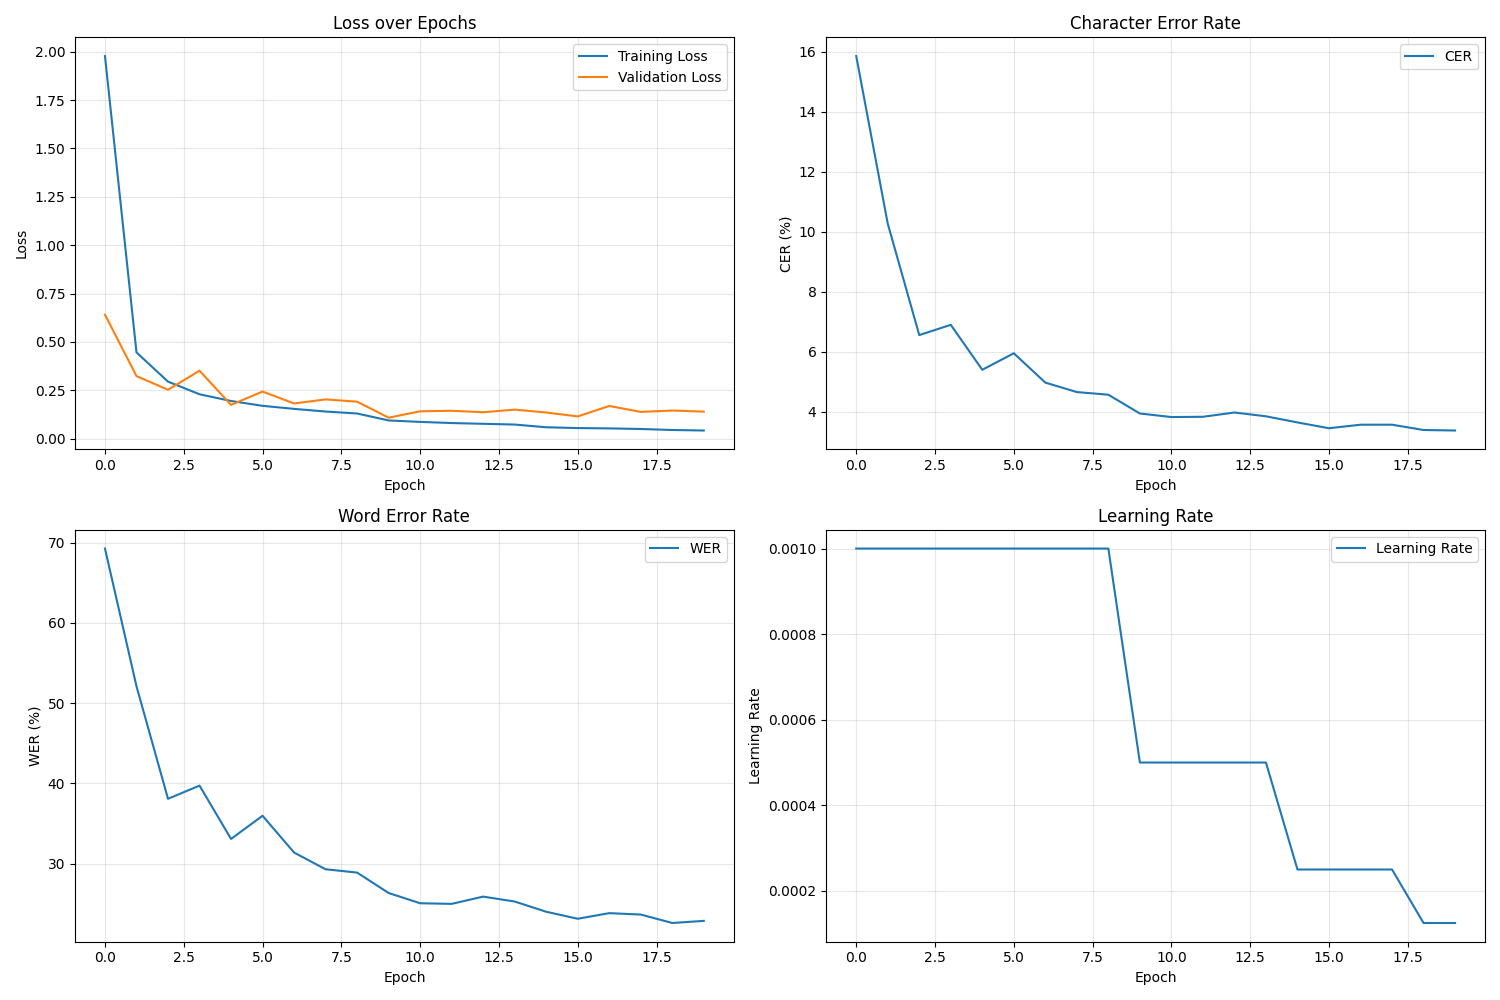 Loss over Epochs
2.00
1.75
1.50
1.25
1.00
0.75
0.50
0.25
0.00
Loss
Training Loss
Validation Loss
0.0 2.5 5.0 7.5 10.0 12.5 15.0 17.5
Epoch
Character Error Rate
16
14
12
10
8
6
4
CER (%)
CER
0.0 2.5 5.0 7.5 10.0 12.5 15.0 17.5
Epoch
Word Error Rate
70
60
50
40
30
WER (%)
WER
0.0 2.5 5.0 7.5 10.0 12.5 15.0 17.5
Epoch
Learning Rate
0.0010
0.0008
0.0006
0.0004
0.0002
Learning Rate
Learning Rate
0.0 2.5 5.0 7.5 10.0 12.5 15.0 17.5
Epoch